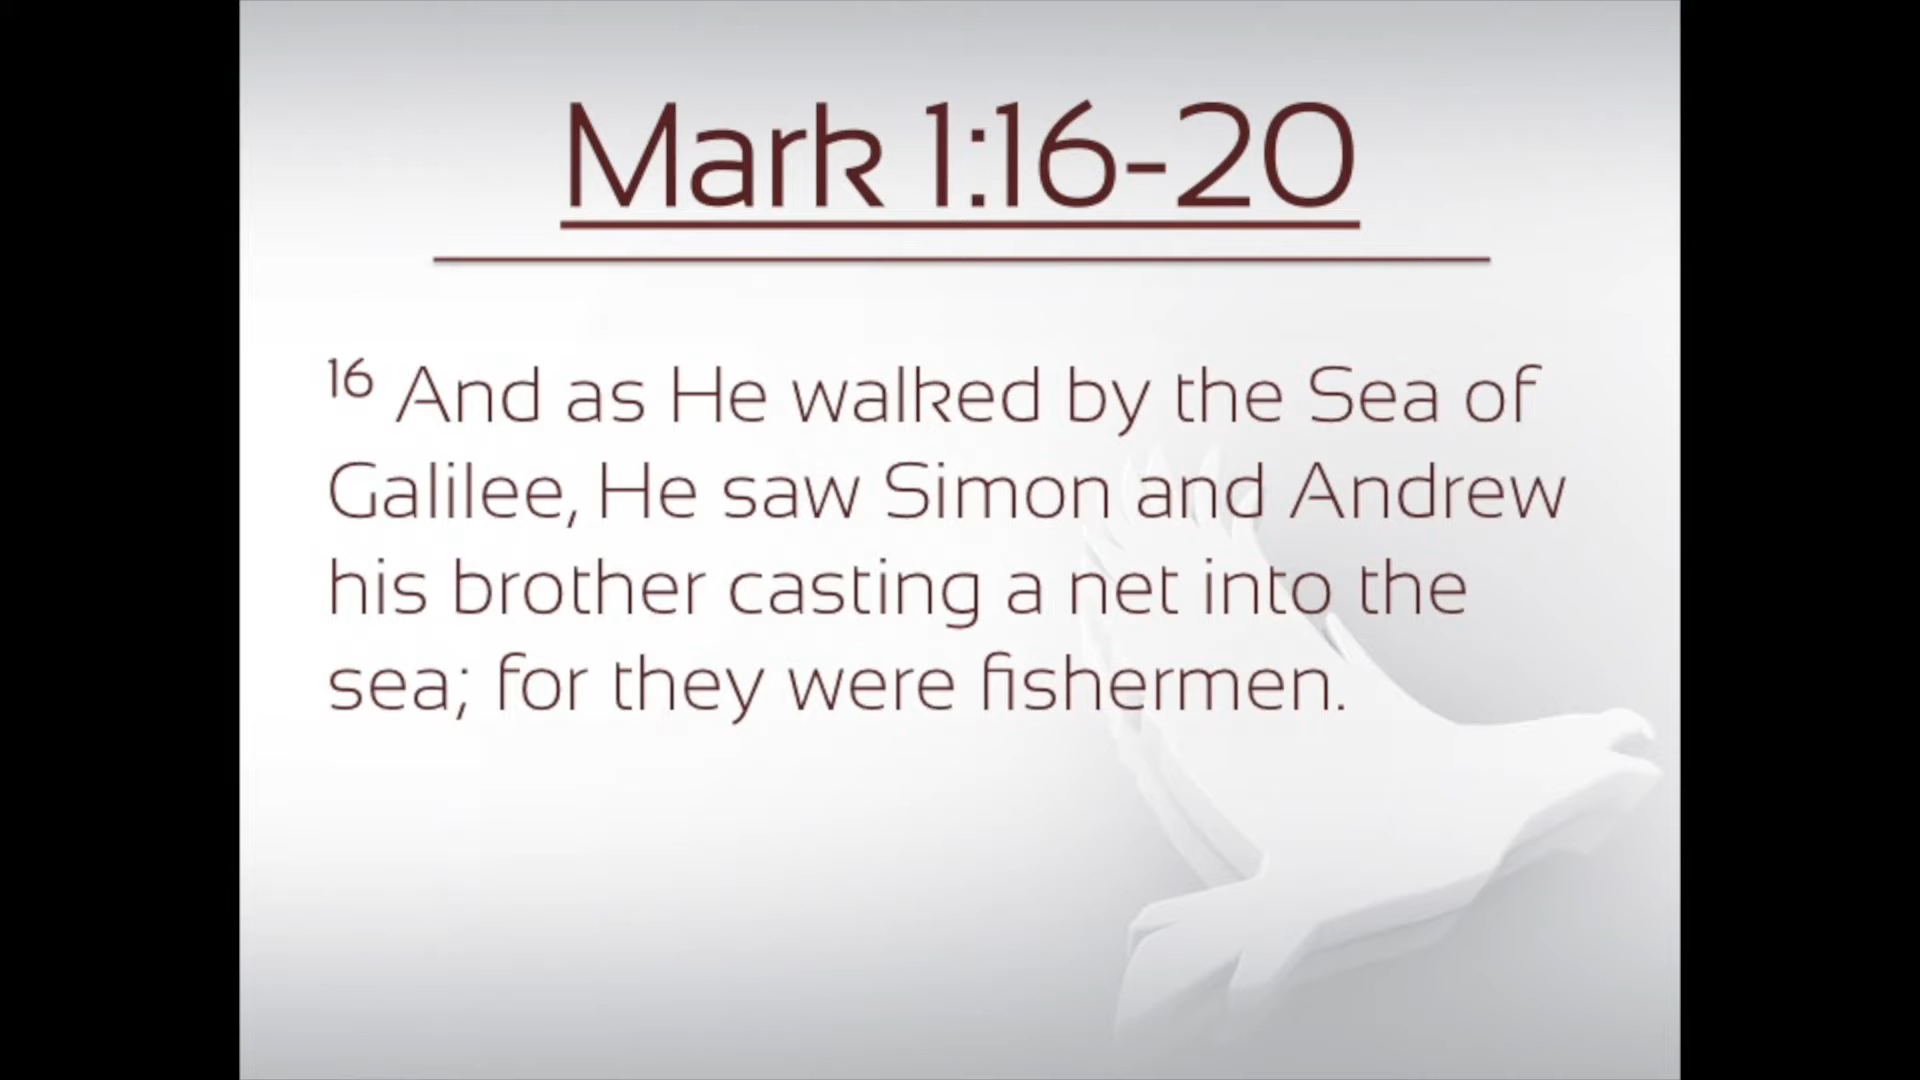 Mark 1:16-20
16 And as He walked by the Sea of
Galilee, He saw Simon and Andrew
his brother casting a net into the
sea; for they were fishermen.